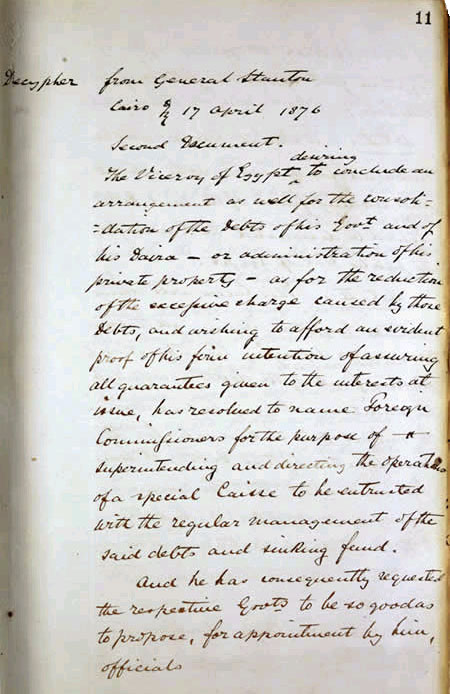 11
Decypher from General Stanton
Cairo 17 April 1876
Second Document.
desiring
The Viceroy of Egypt ^ to conclude an
arrangement as well for the consoli=
=dation of the Debts of his Govt and of
his Daira – or administration of his
private property – as for the reduction
of the excessive charge caused by those
Debts, and wishing to afford an evident
proof of his firm intention of assuring
all guarantees given to the interests at
issue, has resolved to name Foreign
Commissioners for the purpose of
superintending and directing the operations
of a special Caisse to be entrusted
with the regular management of the
said debts and sinking fund.
And he has consequently requested
the respective Govts to be so good as
to propose, for appointment by him,
officials